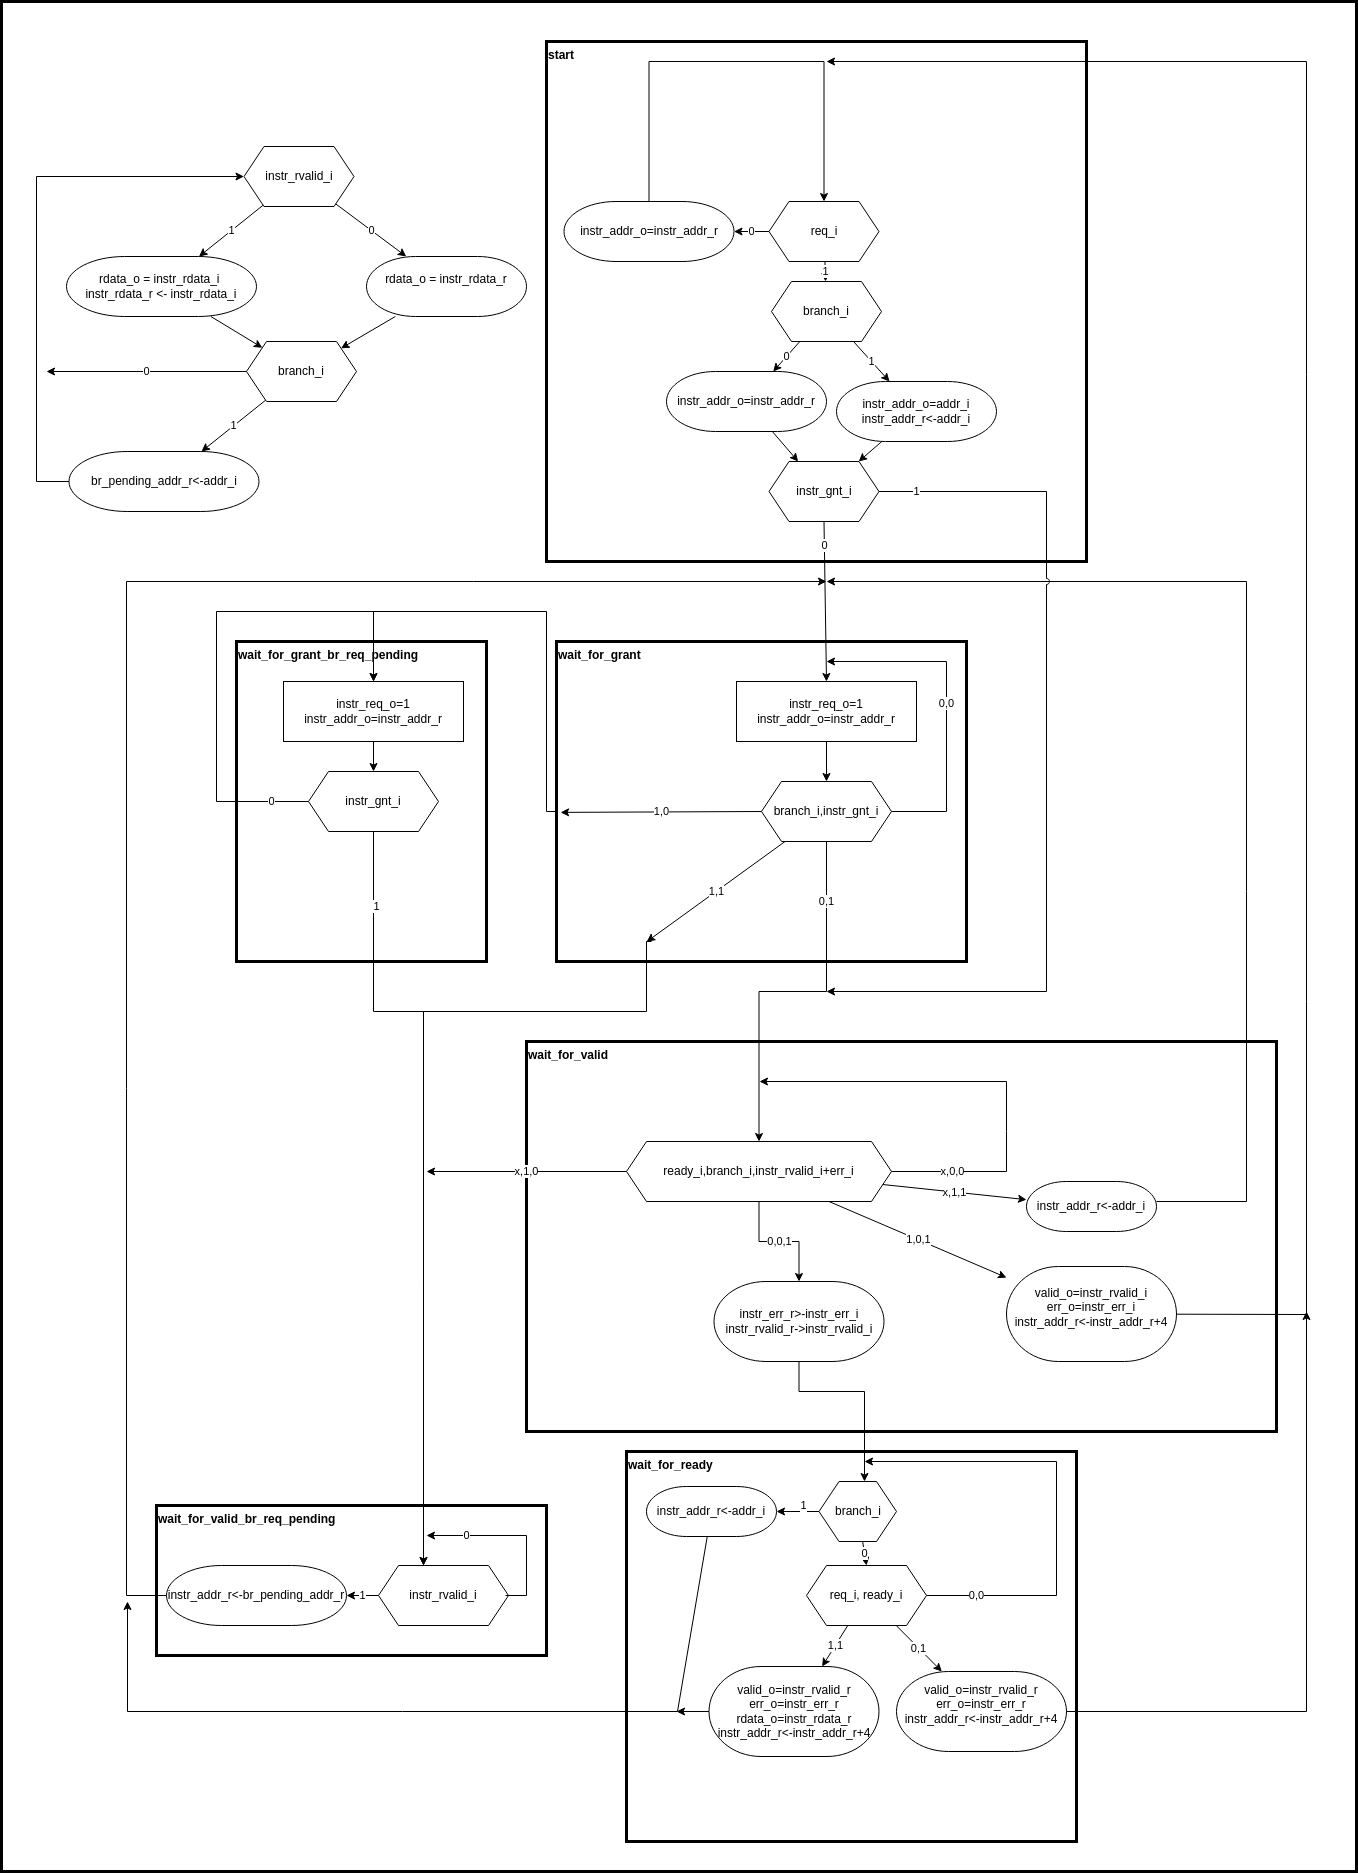 start
instr_rvalid_i
1
0
rdata_o = instr_rdata_i
instr_rdata_r <- instr_rdata_i
rdata_o = instr_rdata_r
branch_i
0
1
br_pending_addr_r<-addr_i
instr_addr_o=instr_addr_r
0
req_i
1
branch_i
0
1
instr_addr_o=instr_addr_r
instr_addr_o=addr_i
instr_addr_r<-addr_i
instr_gnt_i
1
0
wait_for_grant_br_req_pending
instr_req_o=1
instr_addr_o=instr_addr_r
instr_gnt_i
0
1
wait_for_grant
instr_req_o=1
instr_addr_o=instr_addr_r
0,0
branch_i,instr_gnt_i
1,0
1,1
0,1
wait_for_valid
ready_i,branch_i,instr_rvalid_i+err_i
x,1,0
x,0,0
x,1,1
instr_addr_r<-addr_i
0,0,1
1,0,1
instr_err_r>-instr_err_i
instr_rvalid_r->instr_rvalid_i
valid_o=instr_rvalid_i
err_o=instr_err_i
instr_addr_r<-instr_addr_r+4
wait_for_ready
instr_addr_r<-addr_i
1
branch_i
0
req_i, ready_i
0,0
1,1
0,1
valid_o=instr_rvalid_r
err_o=instr_err_r
rdata_o=instr_rdata_r
instr_addr_r<-instr_addr_r+4
valid_o=instr_rvalid_r
err_o=instr_err_r
instr_addr_r<-instr_addr_r+4
wait_for_valid_br_req_pending
0
instr_addr_r<-br_pending_addr_r
1
instr_rvalid_i